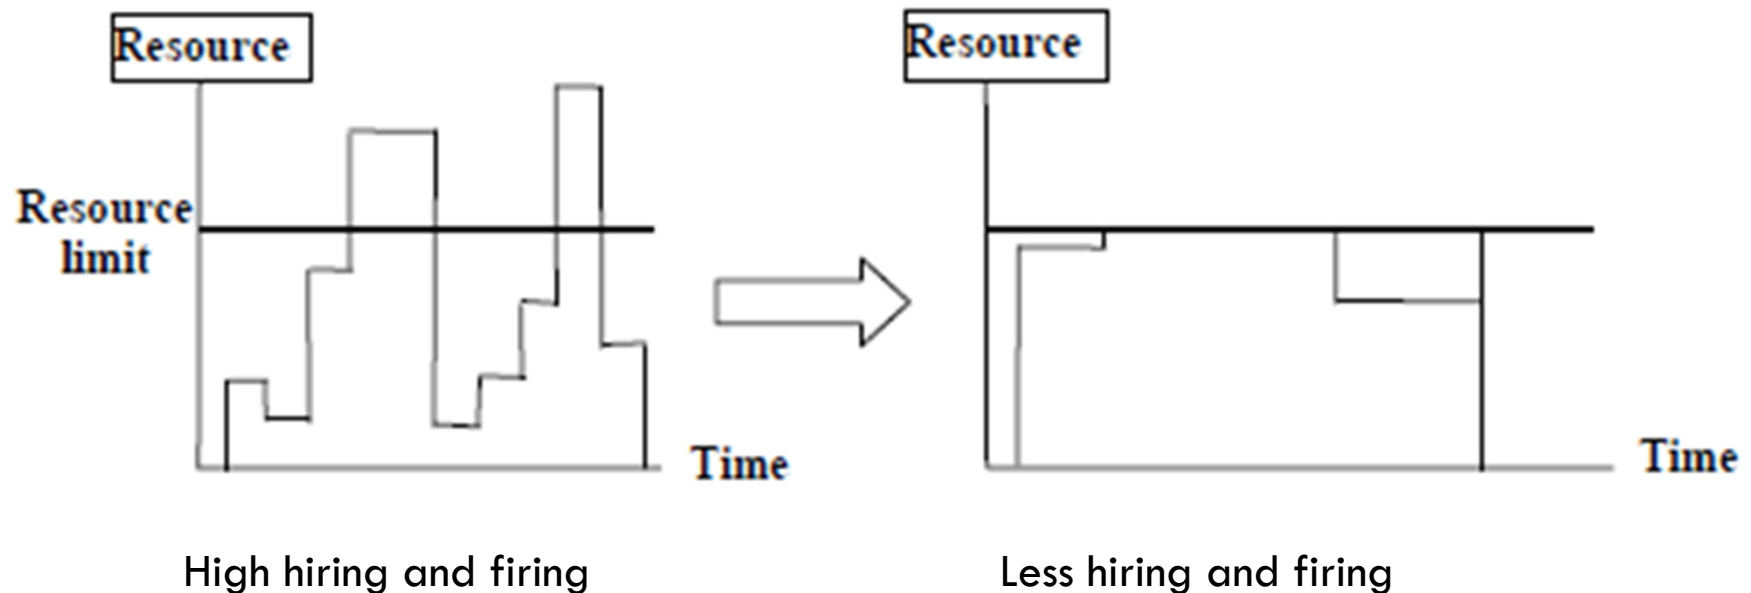 Resource
Resource
limit
Time
High hiring and firing
Resource
Time
Less hiring and firing